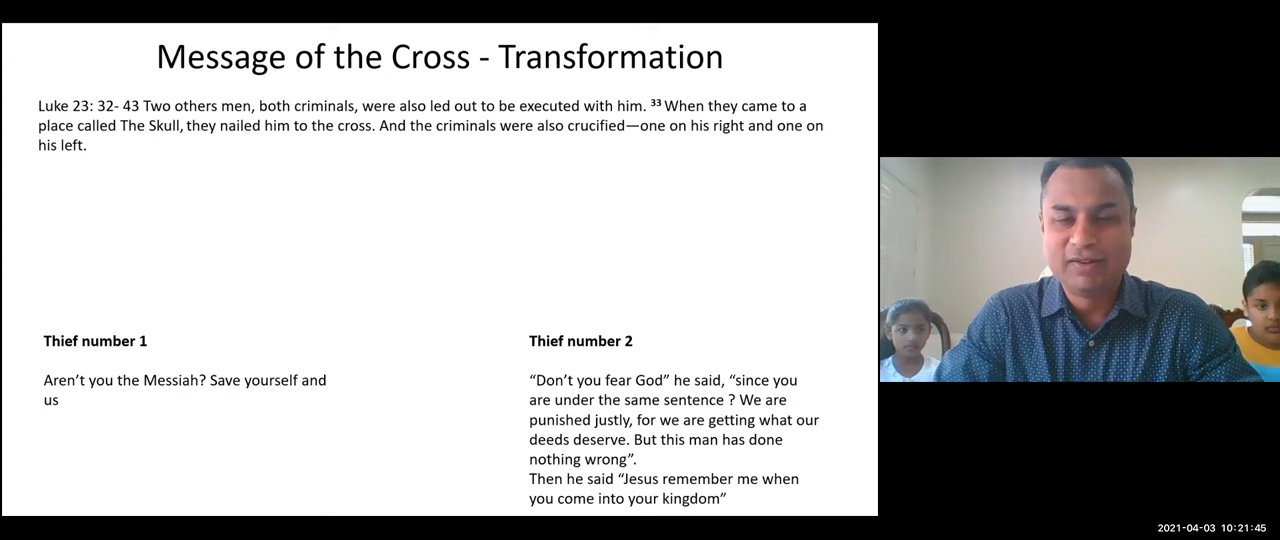 Message of the Cross - Transformation
Luke 23: 32- 43 Two others men, both criminals, were also led out to be executed with him. ³³ When they came to a
place called The Skull, they nailed him to the cross. And the criminals were also crucified—one on his right and one on
his left.
Thief number 1
Aren’t you the Messiah? Save yourself and
us
Thief number 2
“Don’t you fear God” he said, “since you
are under the same sentence ? We are
punished justly, for we are getting what our
deeds deserve. But this man has done
nothing wrong”.
Then he said “Jesus remember me when
you come into your kingdom”
2021-04-03 10:21:45